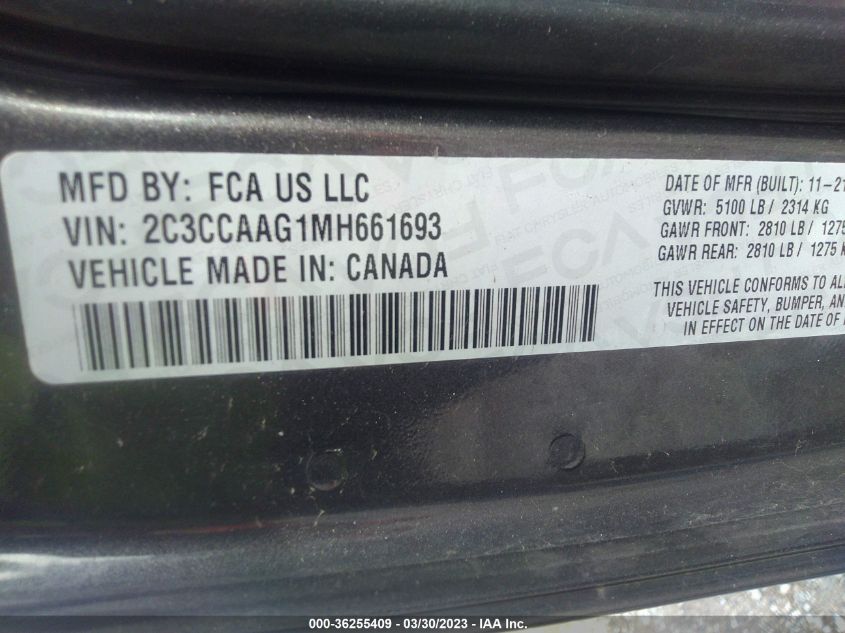 MFD BY: FCA US LLC
VIN: 2C3CCAAG1MH661693
VEHICLE MADE IN: CANADA
DATE OF MFR (BUILT): 11-21
GVWR: 5100 LB / 2314 KG
GAWR FRONT: 2810 LB / 1275
GAWR REAR: 2810 LB / 1275 K
THIS VEHICLE CONFORMS TO AL
VEHICLE SAFETY, BUMPER, AN
IN EFFECT ON THE DATE OF
000-36255409 - 03/30/2023 - IAA Inc.